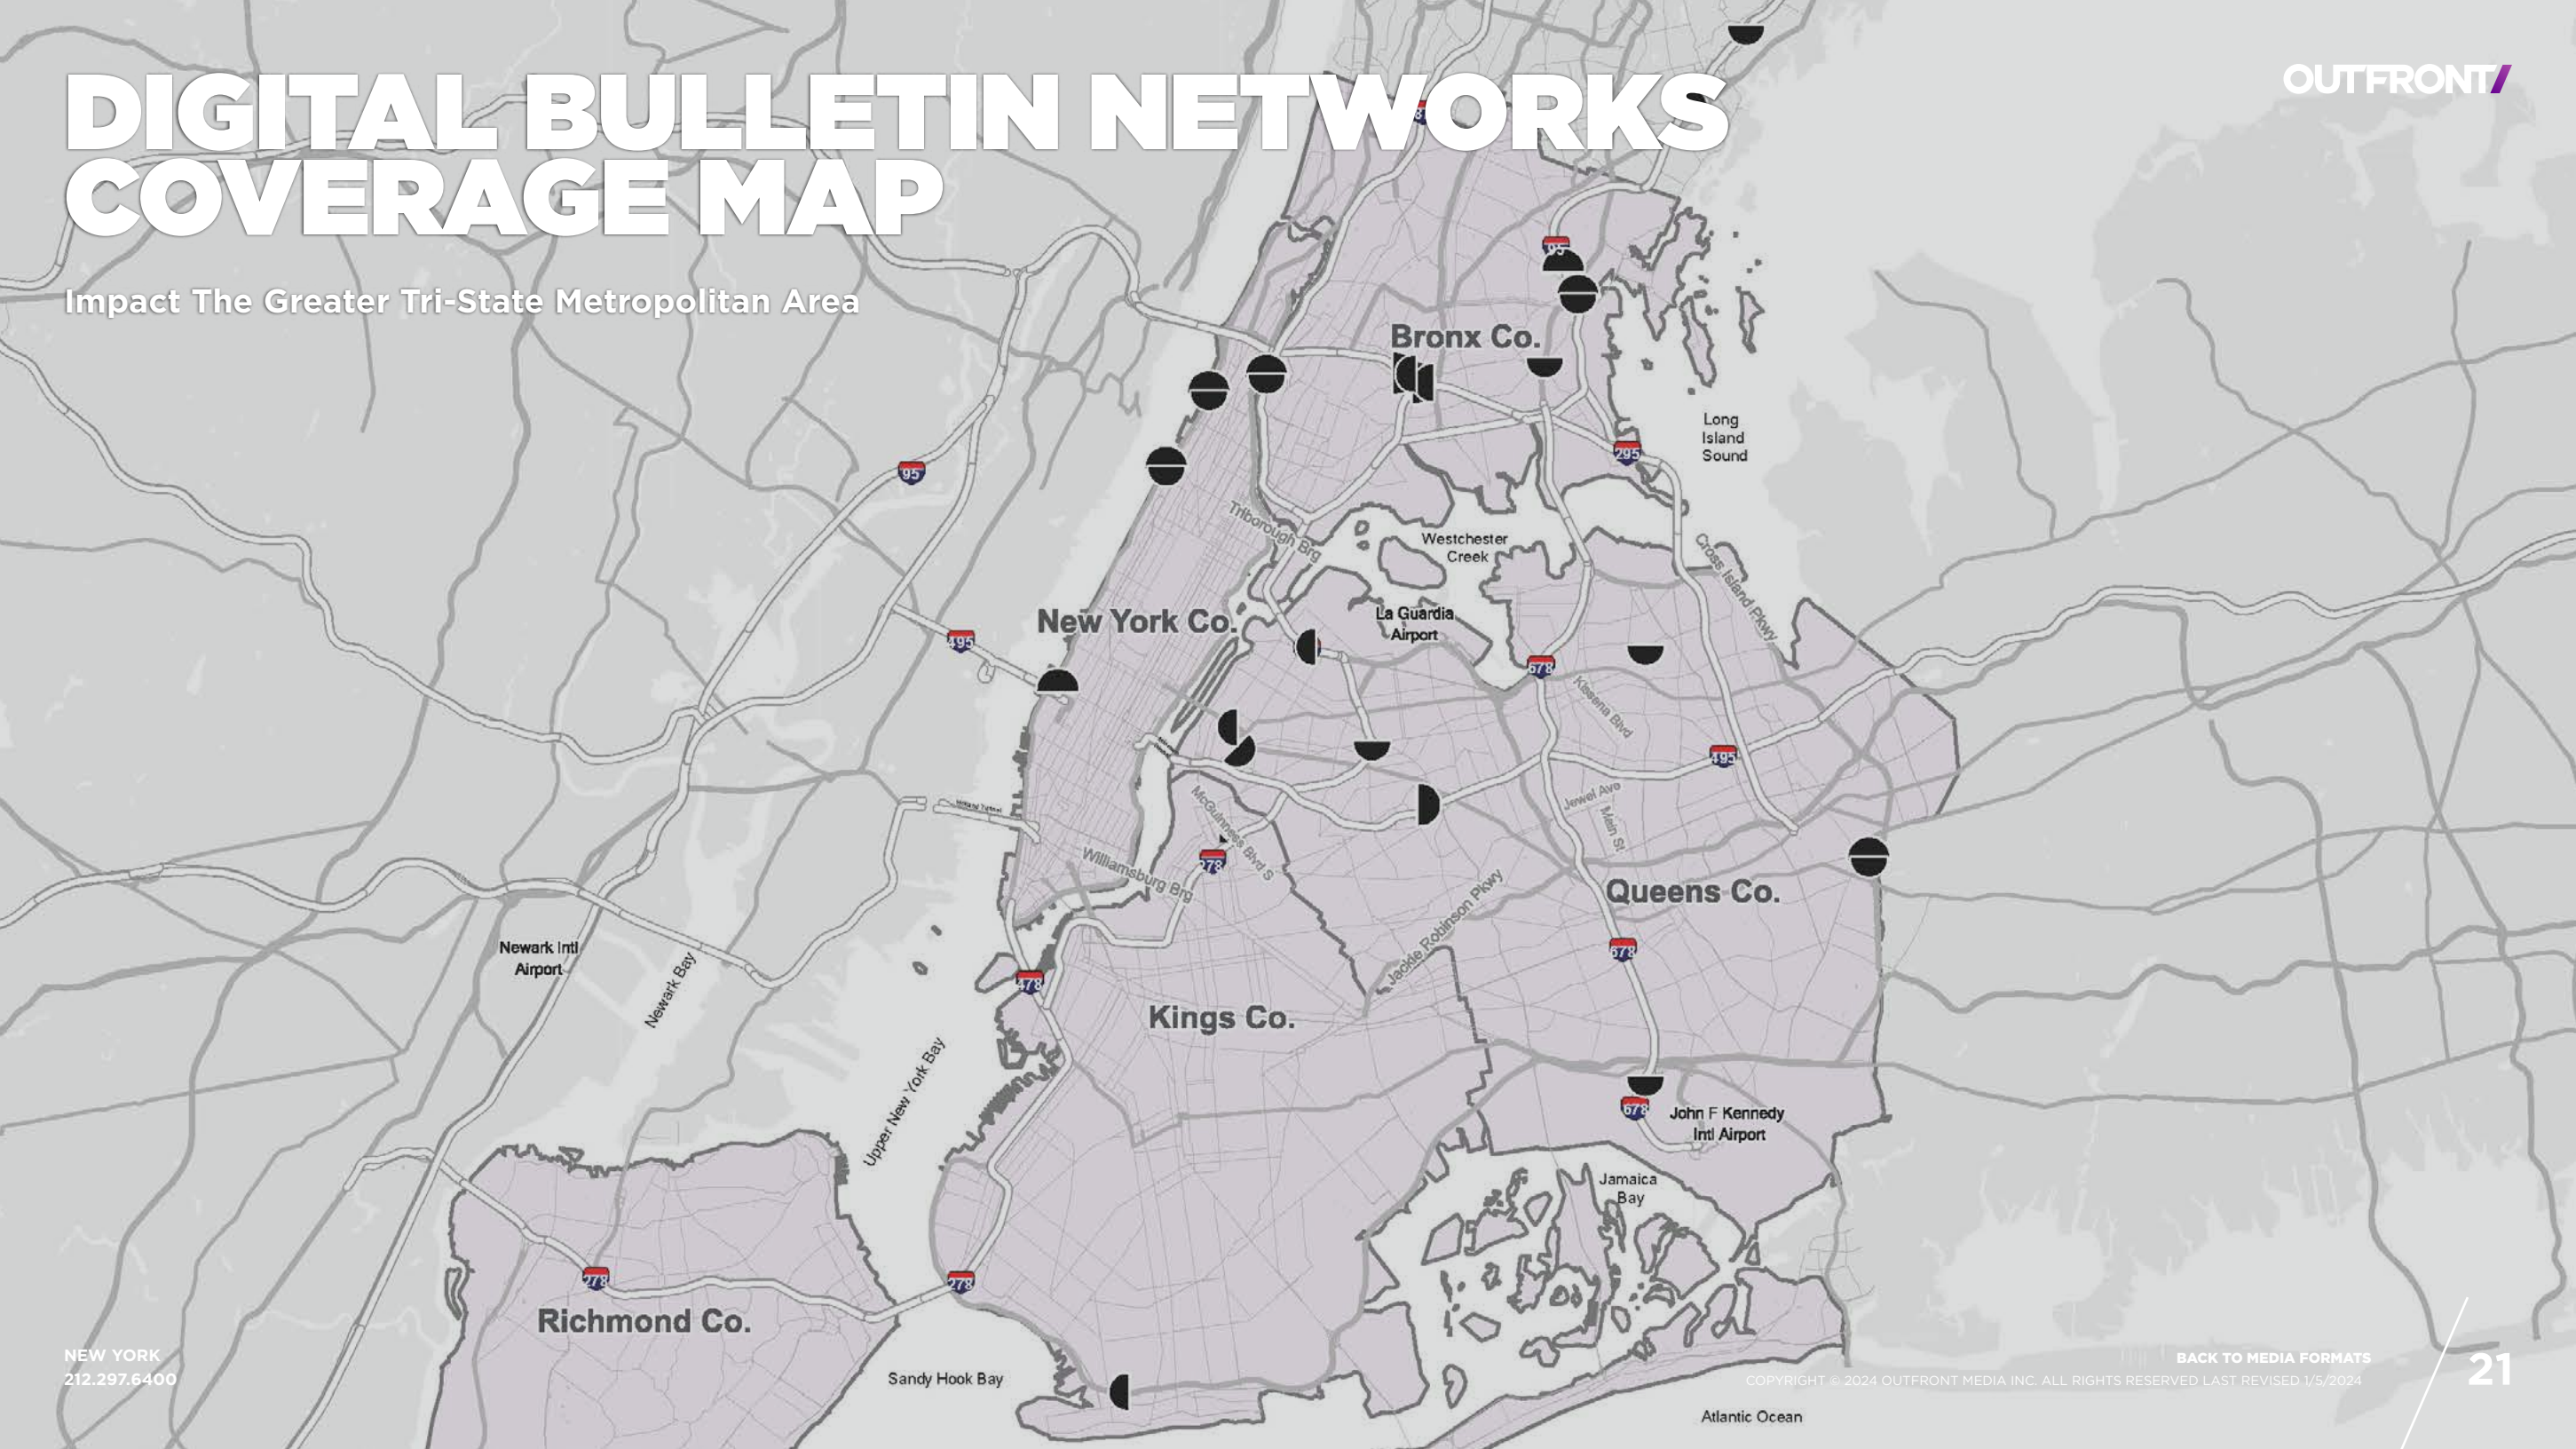 DIGITAL BULLETIN NETWORKS
COVERAGE MAP
OUTFRONT/
Impact The Greater Tri-State Metropolitan Area
95
Bronx Co.
Long
Island
Sound
295
95
Triborough Brg
Westchester
Creek
Cross Island Pkwy
La Guardia
Airport
New York Co.
495
678
Kissena Blvd
495
Jewel Ave
Main St
McGuinness Blvd S
Holland Tunnel
278
Williamsburg Brg
Queens Co.
Jackie Robinson Pkwy
Newark Intl
Airport
Newark Bay
678
478
Kings Co.
Upper New York Bay
678
John F Kennedy
Intl Airport
Jamaica
Bay
278
278
Richmond Co.
Sandy Hook Bay
Atlantic Ocean
NEW YORK
212.297.6400
BACK TO MEDIA FORMATS
COPYRIGHT © 2024 OUTFRONT MEDIA INC. ALL RIGHTS RESERVED LAST REVISED 1/5/2024
21